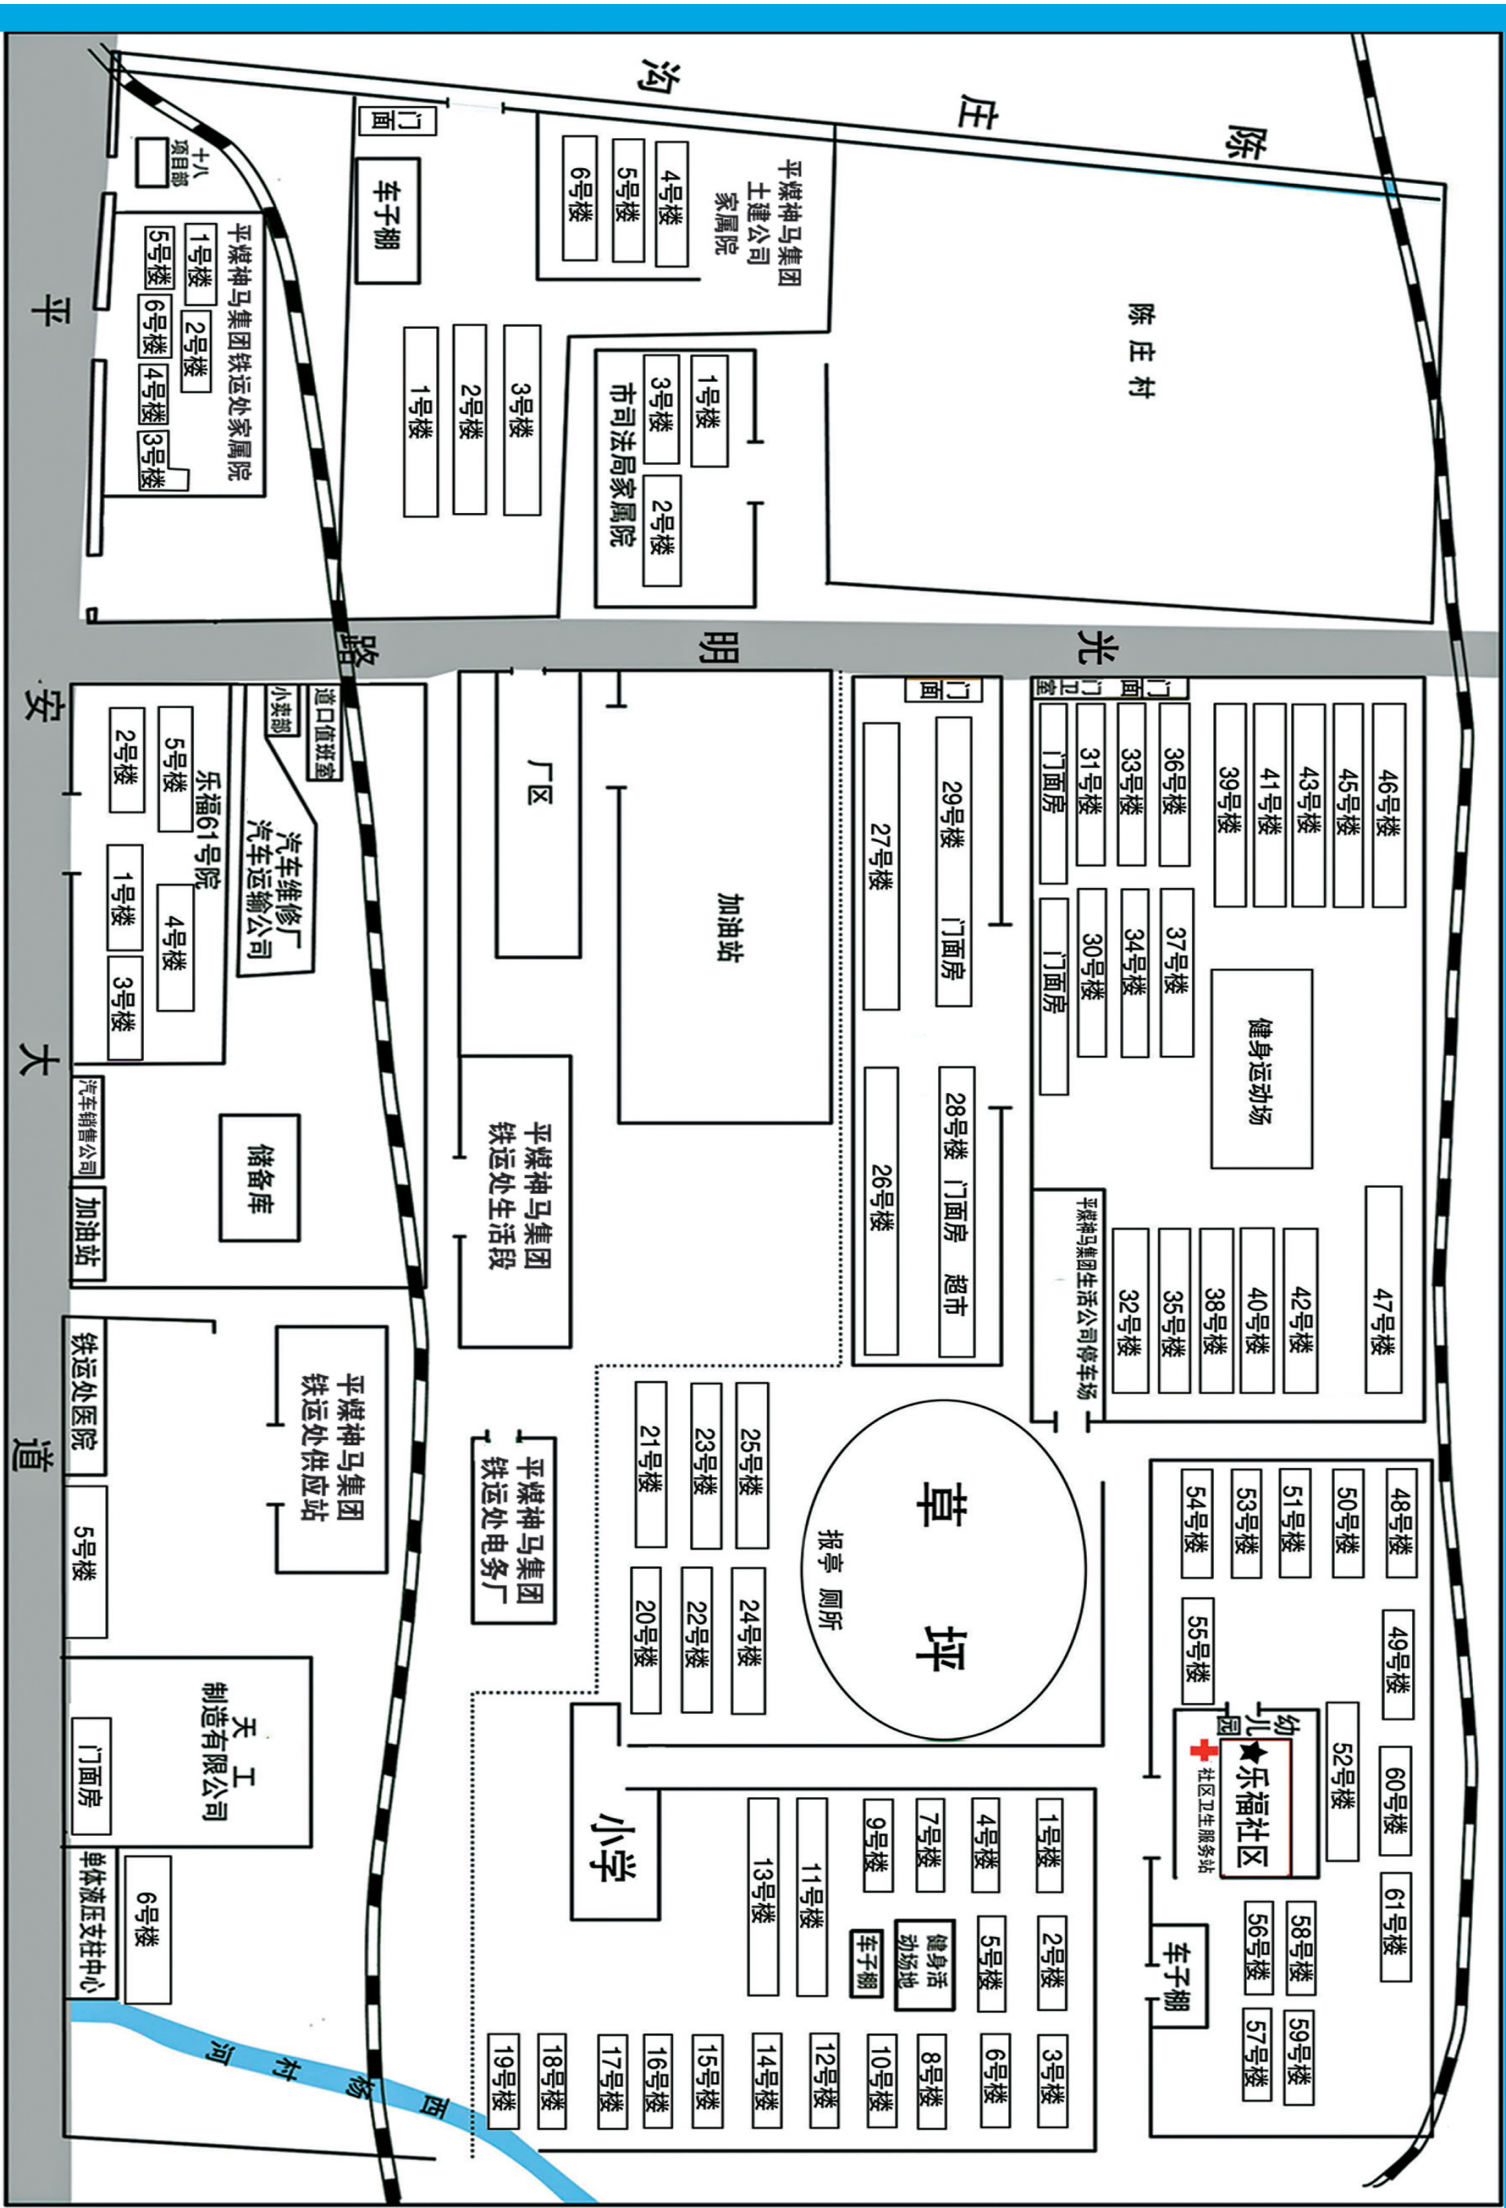 陈庄沟
陈庄村
平煤神马集团
土建公司
家属院
4号楼
5号楼
6号楼
3号楼
2号楼
1号楼
门面
车子棚
1号楼
3号楼
2号楼
市司法局家属院
十八
项目部
平煤神马集团铁运处家属院
1号楼
2号楼
5号楼
6号楼
4号楼
3号楼
光明路
46号楼
45号楼
43号楼
41号楼
39号楼
36号楼
33号楼
31号楼
门面房
37号楼
34号楼
30号楼
门面房
门面
门卫室
健身运动场
47号楼
42号楼
40号楼
38号楼
35号楼
32号楼
平煤神马集团生活公司停车场
48号楼
50号楼
51号楼
53号楼
54号楼
49号楼
55号楼
60号楼
52号楼
61号楼
幼儿园
★乐福社区
社区卫生服务站
58号楼
56号楼
59号楼
57号楼
车子棚
门面
29号楼 门面房
27号楼
28号楼 门面房 超市
26号楼
加油站
厂区
草坪
报亭 厕所
25号楼
23号楼
21号楼
24号楼
22号楼
20号楼
1号楼
4号楼
7号楼
9号楼
11号楼
13号楼
2号楼
5号楼
健身活
动场地
车子棚
3号楼
6号楼
8号楼
10号楼
12号楼
14号楼
15号楼
16号楼
17号楼
18号楼
19号楼
小学
平煤神马集团
铁运处生活段
平煤神马集团
铁运处电务厂
道口值班室
小卖部
汽车维修厂
汽车运输公司
乐福61号院
5号楼
2号楼
4号楼
1号楼
3号楼
储备库
汽车销售公司
加油站
平煤神马集团
铁运处供应站
铁运处医院
5号楼
天工
制造有限公司
门面房
6号楼
单体液压支柱中心
西杨村河
平安大道